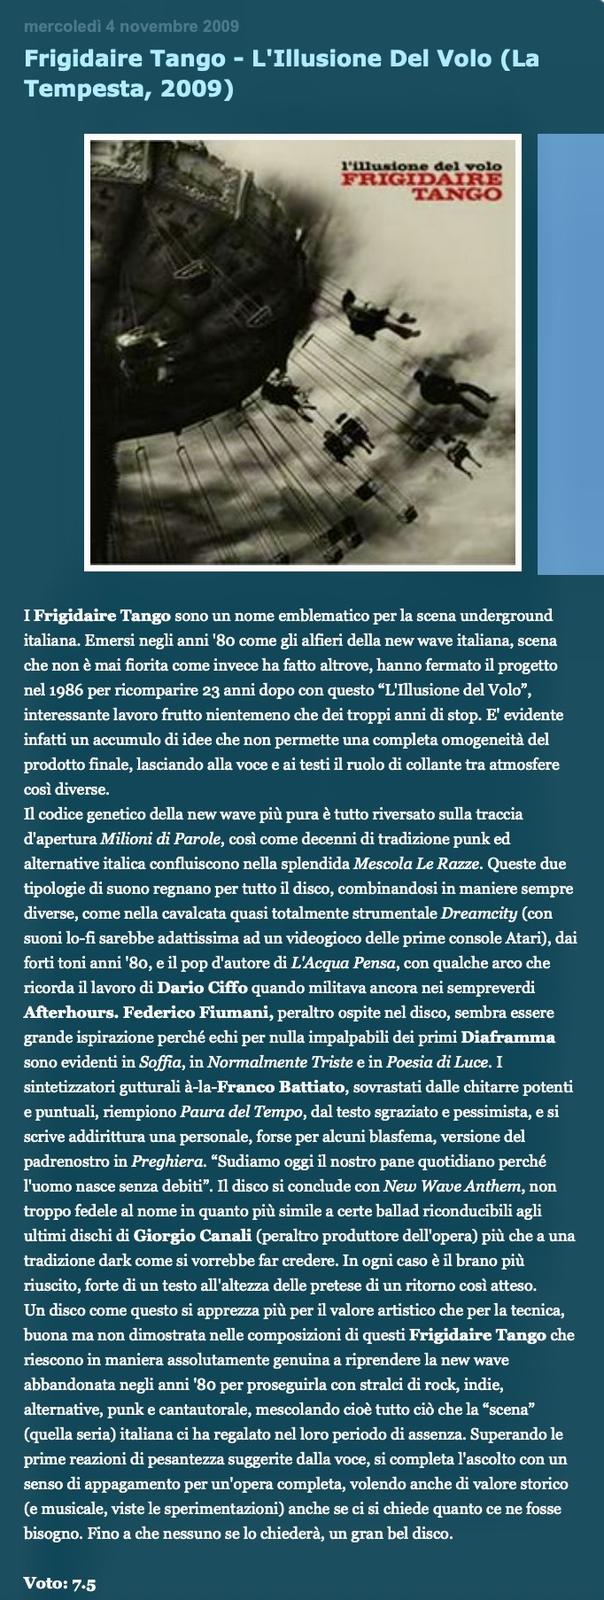 mercoledì 4 novembre 2009
Frigidaire Tango - L'Illusione Del Volo (La
Tempesta, 2009)
l'illusione del volo
FRIGIDAIRE
TANGO
I Frigidaire Tango sono un nome emblematico per la scena underground
italiana. Emersi negli anni '80 come gli alfieri della new wave italiana, scena
che non è mai fiorita come invece ha fatto altrove, hanno fermato il progetto
nel 1986 per ricomparire 23 anni dopo con questo “L'Illusione del Volo”,
interessante lavoro frutto nientemeno che dei troppi anni di stop. E' evidente
infatti un accumulo di idee che non permette una completa omogeneità del
prodotto finale, lasciando alla voce e ai testi il ruolo di collante tra atmosfere
così diverse.
Il codice genetico della new wave più pura è tutto riversato sulla traccia
d'apertura Milioni di Parole, così come decenni di tradizione punk ed
alternative italica confluiscono nella splendida Mescola Le Razze. Queste due
tipologie di suono regnano per tutto il disco, combinandosi in maniere sempre
diverse, come nella cavalcata quasi totalmente strumentale Dreamcity (con
suoni lo-fi sarebbe adattissima ad un videogioco delle prime console Atari), dai
forti toni anni '80, e il pop d'autore di L'Acqua Pensa, con qualche arco che
ricorda il lavoro di Dario Ciffo quando militava ancora nei sempreverdi
Afterhours. Federico Fiumani, peraltro ospite nel disco, sembra essere
grande ispirazione perché echi per nulla impalpabili dei primi Diaframma
sono evidenti in Soffia, in Normalmente Triste e in Poesia di Luce. I
sintetizzatori gutturali à-la-Franco Battiato, sovrastati dalle chitarre potenti
e puntuali, riempiono Paura del Tempo, dal testo sgraziato e pessimista, e si
scrive addirittura una personale, forse per alcuni blasfema, versione del
padrenostro in Preghiera. “Sudiamo oggi il nostro pane quotidiano perché
l'uomo nasce senza debiti”. Il disco si conclude con New Wave Anthem, non
troppo fedele al nome in quanto più simile a certe ballad riconducibili agli
ultimi dischi di Giorgio Canali (peraltro produttore dell'opera) più che a una
tradizione dark come si vorrebbe far credere. In ogni caso è il brano più
riuscito, forte di un testo all'altezza delle pretese di un ritorno così atteso.
Un disco come questo si apprezza più per il valore artistico che per la tecnica,
buona ma non dimostrata nelle composizioni di questi Frigidaire Tango che
riescono in maniera assolutamente genuina a riprendere la new wave
abbandonata negli anni '80 per proseguirla con stralci di rock, indie,
alternative, punk e cantautorale, mescolando cioè tutto ciò che la “scena”
(quella seria) italiana ci ha regalato nel loro periodo di assenza. Superando le
prime reazioni di pesantezza suggerite dalla voce, si completa l'ascolto con un
senso di appagamento per un'opera completa, volendo anche di valore storico
(e musicale, viste le sperimentazioni) anche se ci si chiede quanto ce ne fosse
bisogno. Fino a che nessuno se lo chiederà, un gran bel disco.
Voto: 7.5